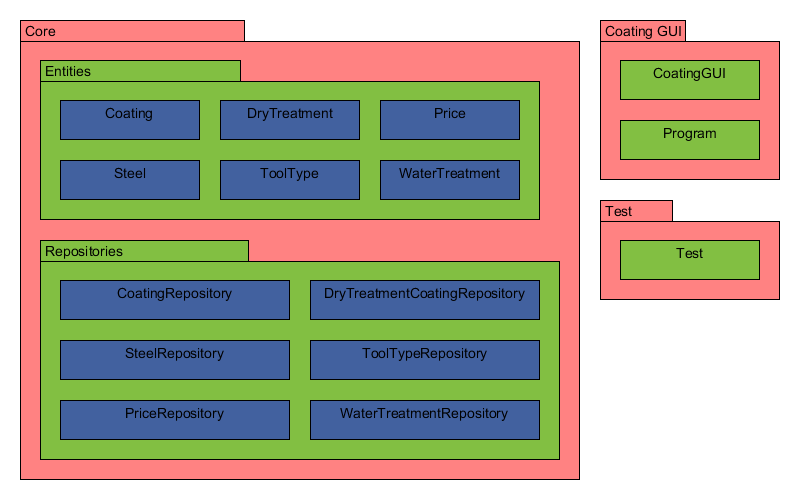 Core
Entities
Coating
DryTreatment
Price
Steel
ToolType
WaterTreatment
Repositories
CoatingRepository
DryTreatmentCoatingRepository
SteelRepository
ToolTypeRepository
PriceRepository
WaterTreatmentRepository
Coating GUI
CoatingGUI
Program
Test
Test